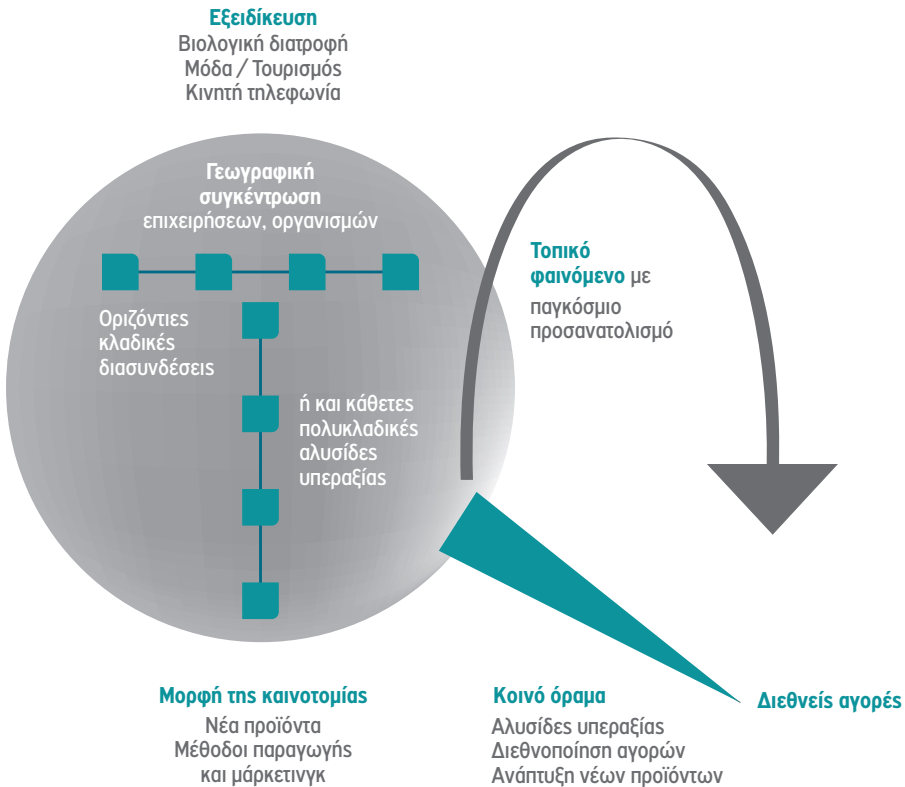 Εξειδίκευση
Βιολογική διατροφή
Μόδα / Τουρισμός
Κινητή τηλεφωνία
Γεωγραφική
συγκέντρωση
επιχειρήσεων, οργανισμών
Οριζόντιες
κλαδικές
διασυνδέσεις
ή και κάθετες
πολυκλαδικές
αλυσίδες
υπεραξίας
Τοπικό
φαινόμενο με
παγκόσμιο
προσανατολισμό
Μορφή της καινοτομίας
Νέα προϊόντα
Μέθοδοι παραγωγής
και μάρκετινγκ
Κοινό όραμα
Αλυσίδες υπεραξίας
Διεθνοποίηση αγορών
Ανάπτυξη νέων προϊόντων
Διεθνείς αγορές